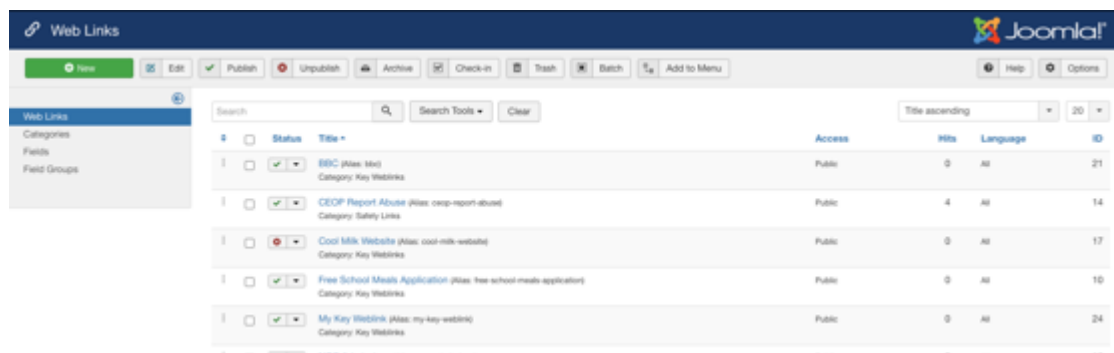 Web Links
Joomla!
New Edit Publish Unpublish Archive Check-in Trash Batch Add to Menu Help Options
Web Links
Categories
Fields
Field Groups
Search Search Tools Clear Title ascending 20
Status Title Access Hits Language ID
BBC (Alias: bbc) Public 0 All 21
Category: Key Weblinks
CEOP Report Abuse (Alias: ceop-report-abuse) Public 4 All 14
Category: Safety Links
Cool Milk Website (Alias: cool-milk-website) Public 0 All 17
Category: Key Weblinks
Free School Meals Application (Alias: free-school-meals-application) Public 0 All 10
Category: Key Weblinks
My Key Weblink (Alias: my-key-weblink) Public 0 All 24
Category: Key Weblinks